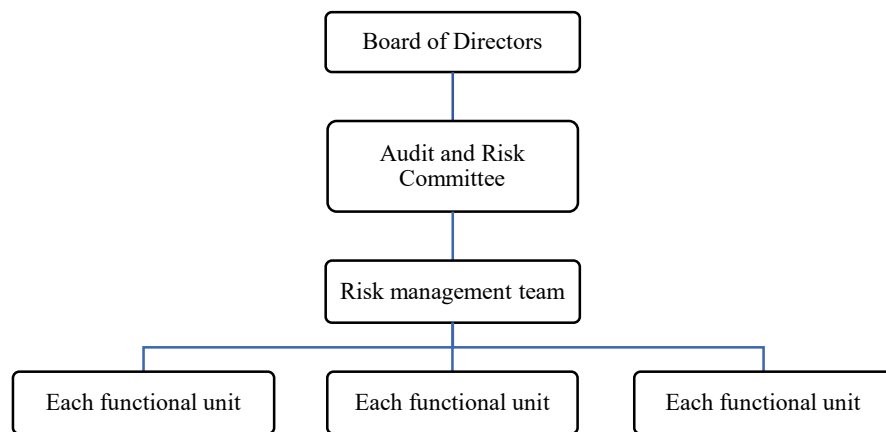 Board of Directors
Audit and Risk
Committee
Risk management team
Each functional unit
Each functional unit
Each functional unit